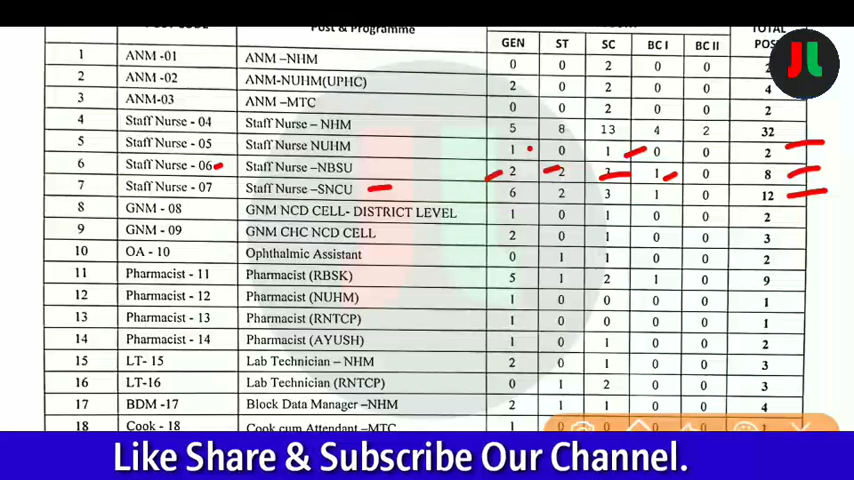 Post & Programme
GEN ST SC BC I BC II TOTAL
POST
1 ANM -01 ANM –NHM 0 0 2 0 0
2 ANM -02 ANM-NUHM(UPHC) 2 0 2 0 0 4
3 ANM-03 ANM –MTC 0 0 2 0 0 2
4 Staff Nurse - 04 Staff Nurse – NHM 5 8 13 4 2 32
5 Staff Nurse - 05 Staff Nurse NUHM 1 0 1 0 0 2
6 Staff Nurse - 06 Staff Nurse –NBSU 2 2 1 0 8
7 Staff Nurse - 07 Staff Nurse –SNCU 6 2 3 1 0 12
8 GNM - 08 GNM NCD CELL- DISTRICT LEVEL 1 0 1 0 0 2
9 GNM - 09 GNM CHC NCD CELL 2 0 1 0 0 3
10 OA - 10 Ophthalmic Assistant 0 1 1 0 0 2
11 Pharmacist - 11 Pharmacist (RBSK) 5 1 2 1 0 9
12 Pharmacist - 12 Pharmacist (NUHM) 1 0 0 0 0 1
13 Pharmacist - 13 Pharmacist (RNTCP) 1 0 0 0 0 1
14 Pharmacist - 14 Pharmacist (AYUSH) 1 0 1 0 0 2
15 LT- 15 Lab Technician – NHM 2 0 1 0 0 3
16 LT-16 Lab Technician (RNTCP) 0 1 2 0 0 3
17 BDM -17 Block Data Manager –NHM 2 1 1 0 0 4
18 Cook - 18 Cook cum Attendant –MTC
Like Share & Subscribe Our Channel.